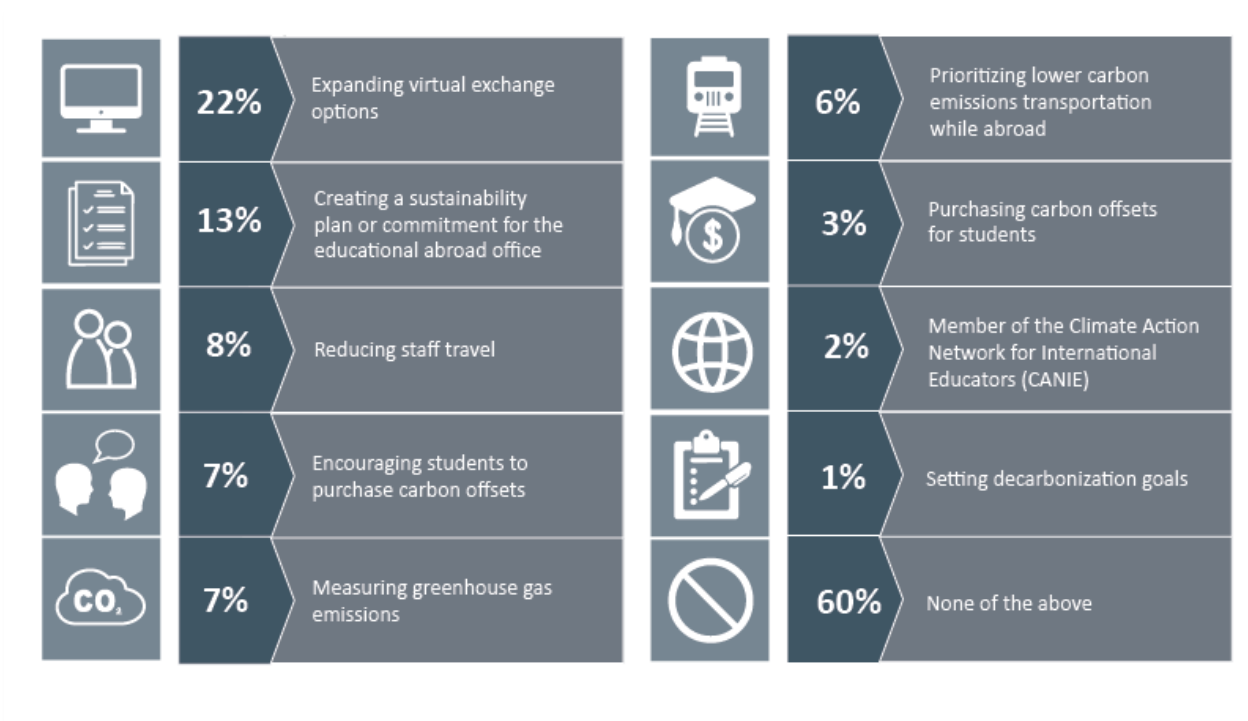 22%
Expanding virtual exchange
options
13%
Creating a sustainability
plan or commitment for the
educational abroad office
8%
Reducing staff travel
7%
Encouraging students to
purchase carbon offsets
CO₂
7%
Measuring greenhouse gas
emissions
6%
Prioritizing lower carbon
emissions transportation
while abroad
$
3%
Purchasing carbon offsets
for students
2%
Member of the Climate Action
Network for International
Educators (CANIE)
1%
Setting decarbonization goals
60%
None of the above